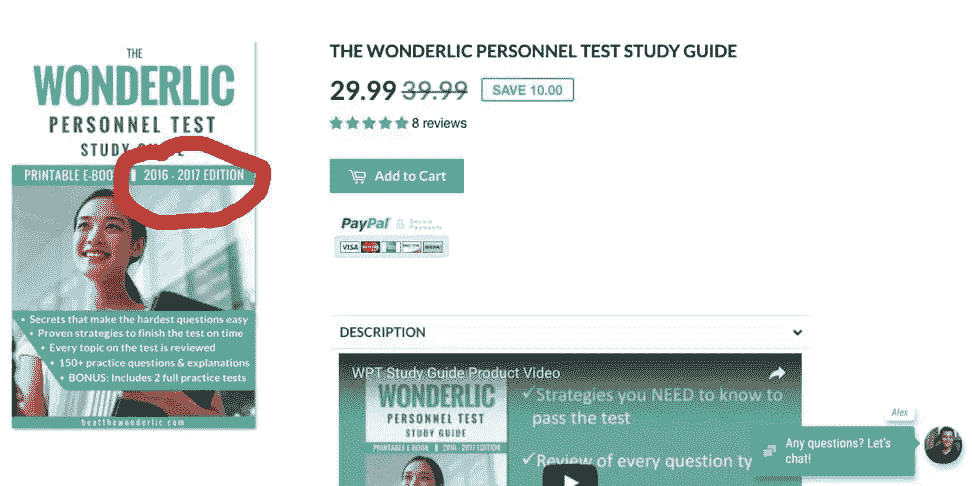 THE
WONDERLIC
PERSONNEL TEST
STUDY GUIDE
PRINTABLE E-BOOK 2016 - 2017 EDITION
• Secrets that make the hardest questions easy
• Proven strategies to finish the test on time
• Every topic on the test is reviewed
• 150+ practice questions & explanations
• BONUS: Includes 2 full practice tests
beatthewonderlic.com
THE WONDERLIC PERSONNEL TEST STUDY GUIDE
29.99 39.99 SAVE 10.00
8 reviews
Add to Cart
PayPal Secure
Payments
VISA
DESCRIPTION
WPT Study Guide Product Video
WONDERLIC
PERSONNEL TEST
STUDY GUIDE
PRINTABLE E-BOOK 2016 - 2017 EDITION
✓Strategies you NEED to know to
pass the test
✓Review of every question ty
Alex
Any questions? Let's
chat!